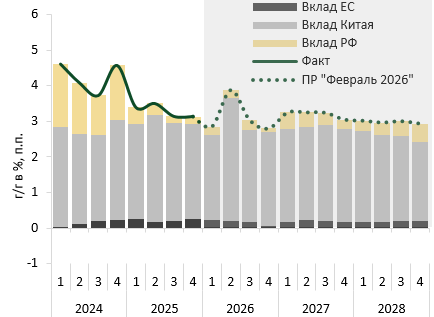 6
5
4
3
2
1
0
-1
г/г в %, п.п.
Вклад ЕС
Вклад Китая
Вклад РФ
Факт
ПР "Февраль 2026"
1 2 3 4 1 2 3 4 1 2 3 4 1 2 3 4 1 2 3 4
2024 2025 2026 2027 2028